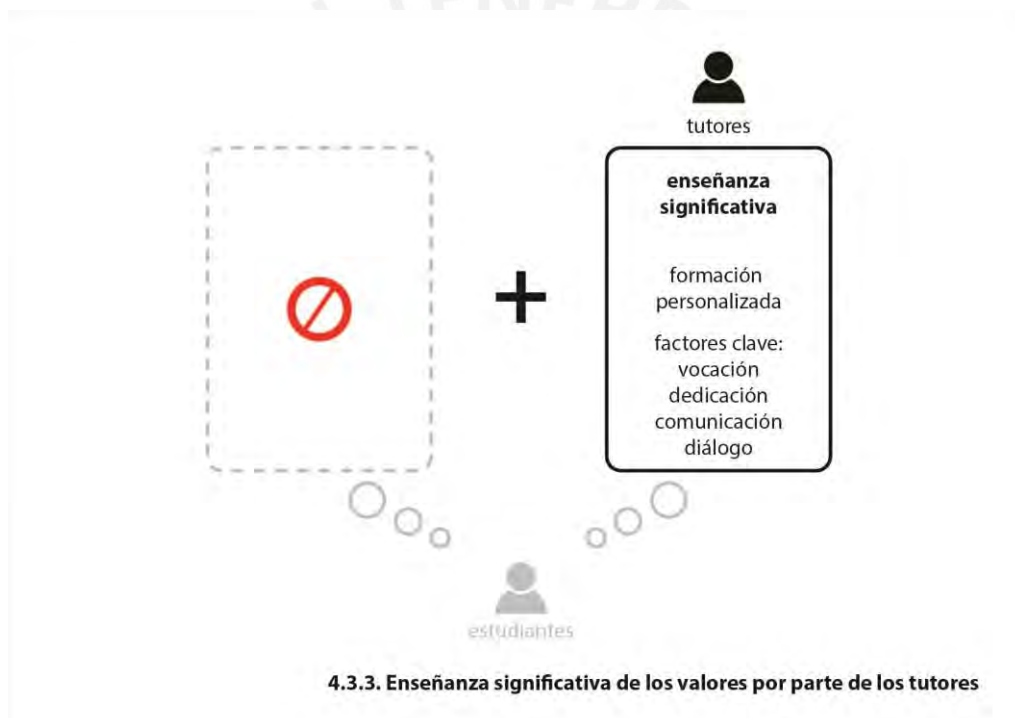 tutores
enseñanza
significativa
formación
personalizada
factores clave:
vocación
dedicación
comunicación
diálogo
estudiantes
4.3.3. Enseñanza significativa de los valores por parte de los tutores